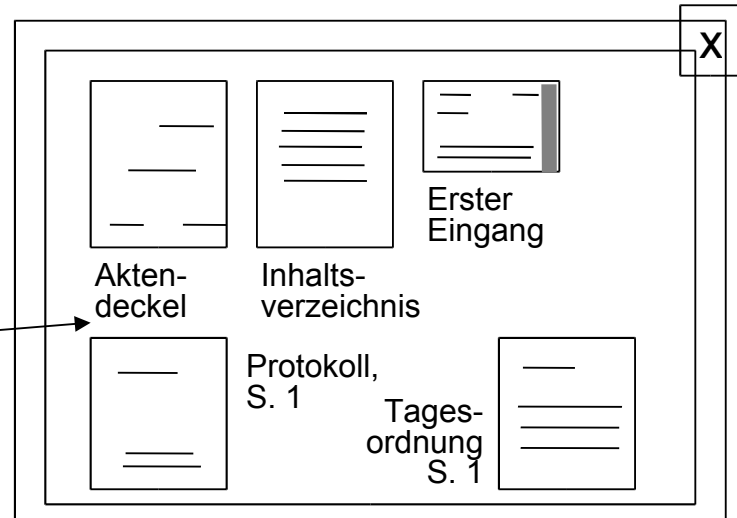 X
Erster
Eingang
Akten-
deckel
Inhalts-
verzeichnis
Protokoll,
S. 1
Tages-
ordnung
S. 1